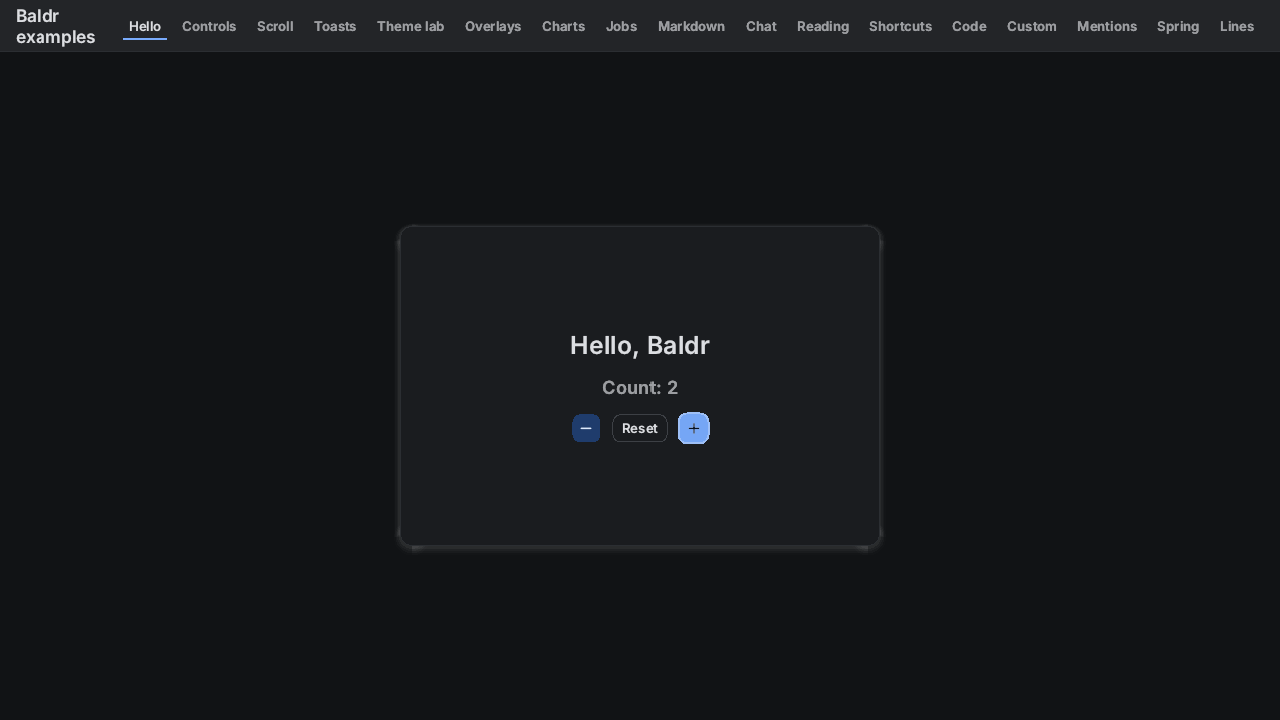 Baldr
examples
Hello Controls Scroll Toasts Theme lab Overlays Charts Jobs Markdown Chat Reading Shortcuts Code Custom Mentions Spring Lines
Hello, Baldr
Count: 2
− Reset +